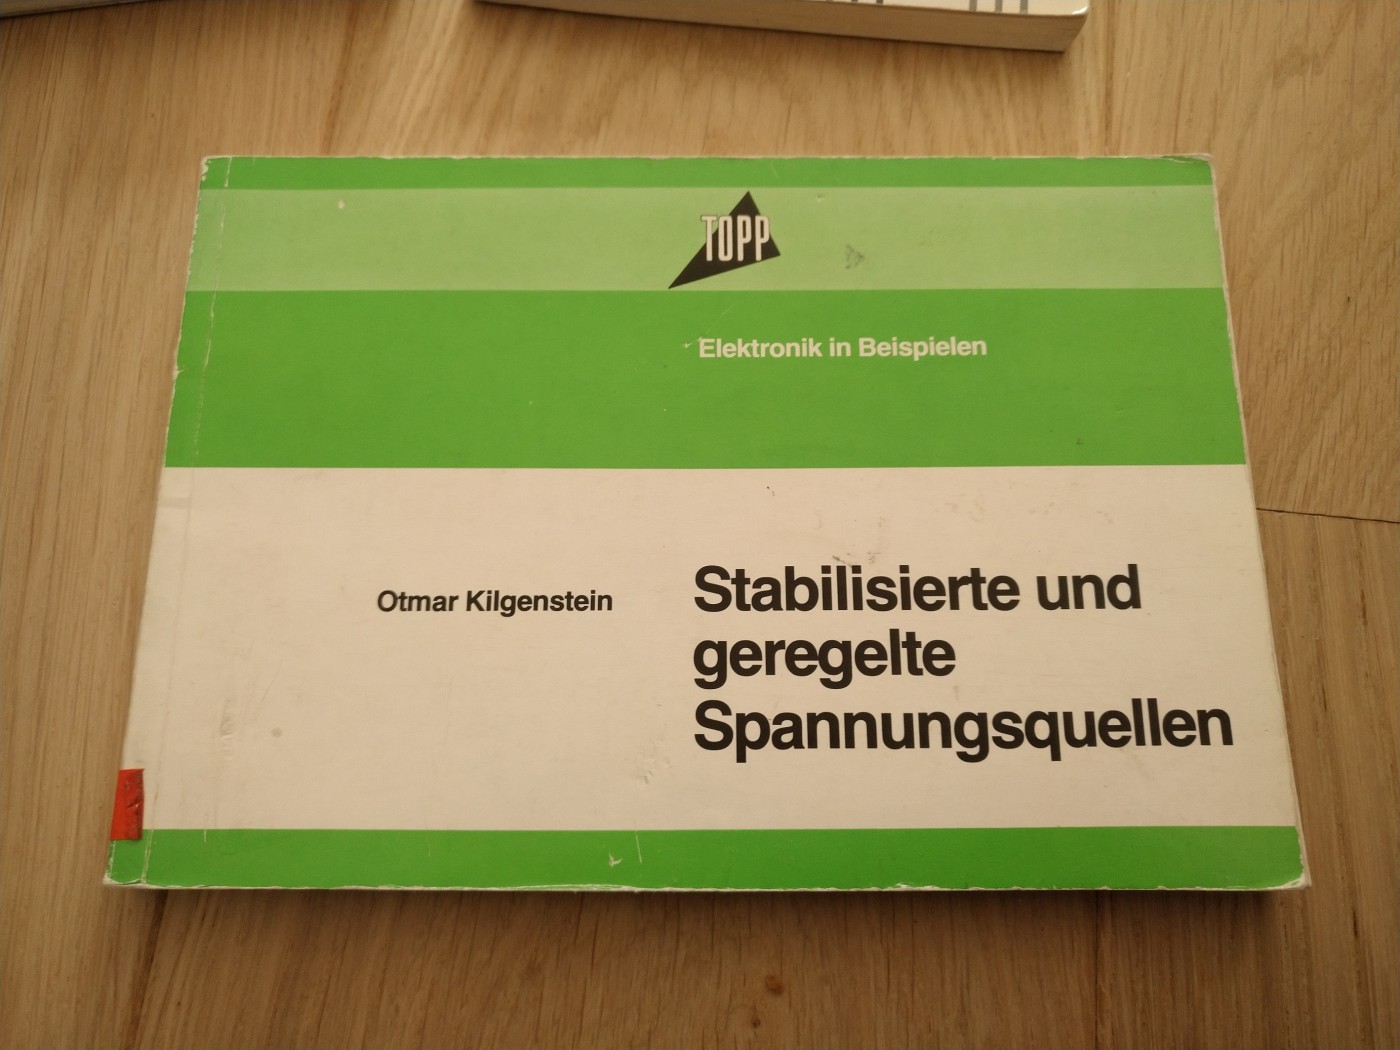 TOPP
Elektronik in Beispielen
Otmar Kilgenstein
Stabilisierte und
geregelte
Spannungsquellen